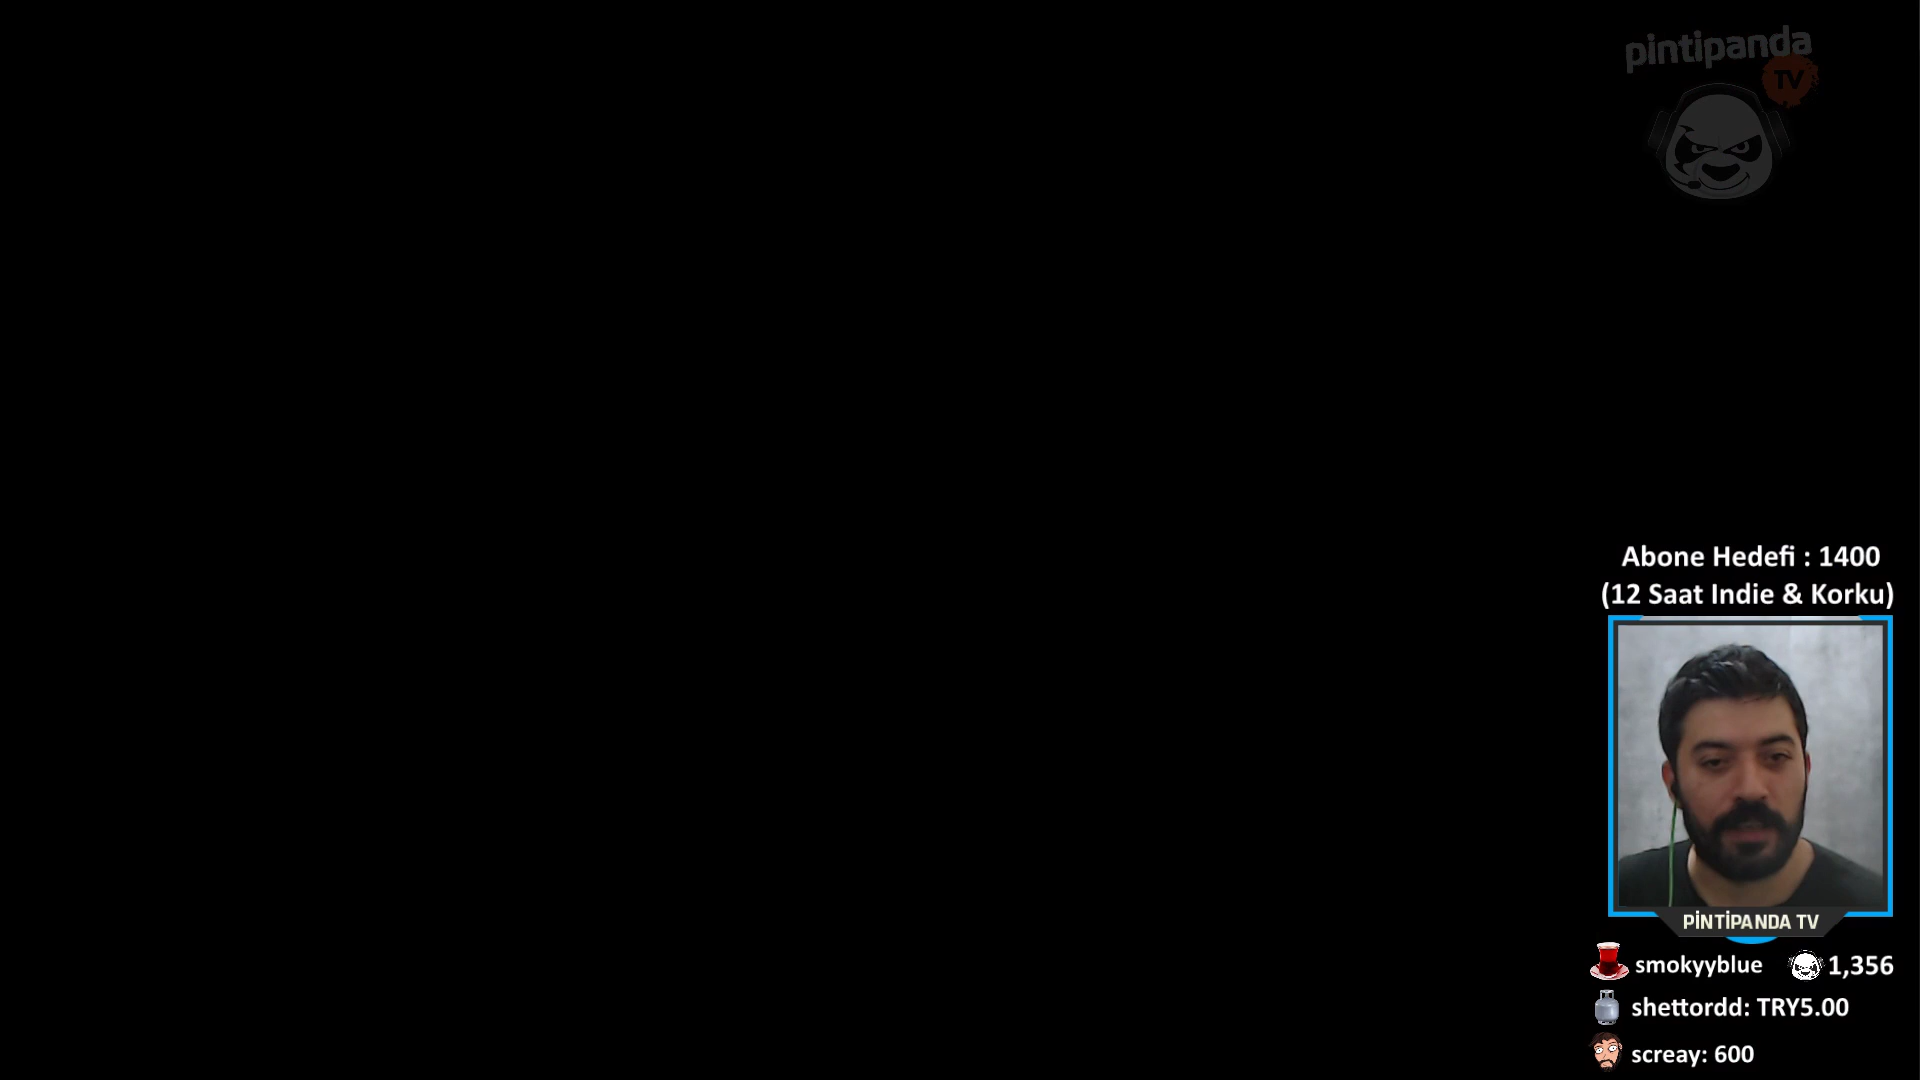 pintipanda
TV
Abone Hedefi : 1400
(12 Saat Indie & Korku)
PİNTİPANDA TV
smokyyblue 1,356
shettordd: TRY5.00
screay: 600